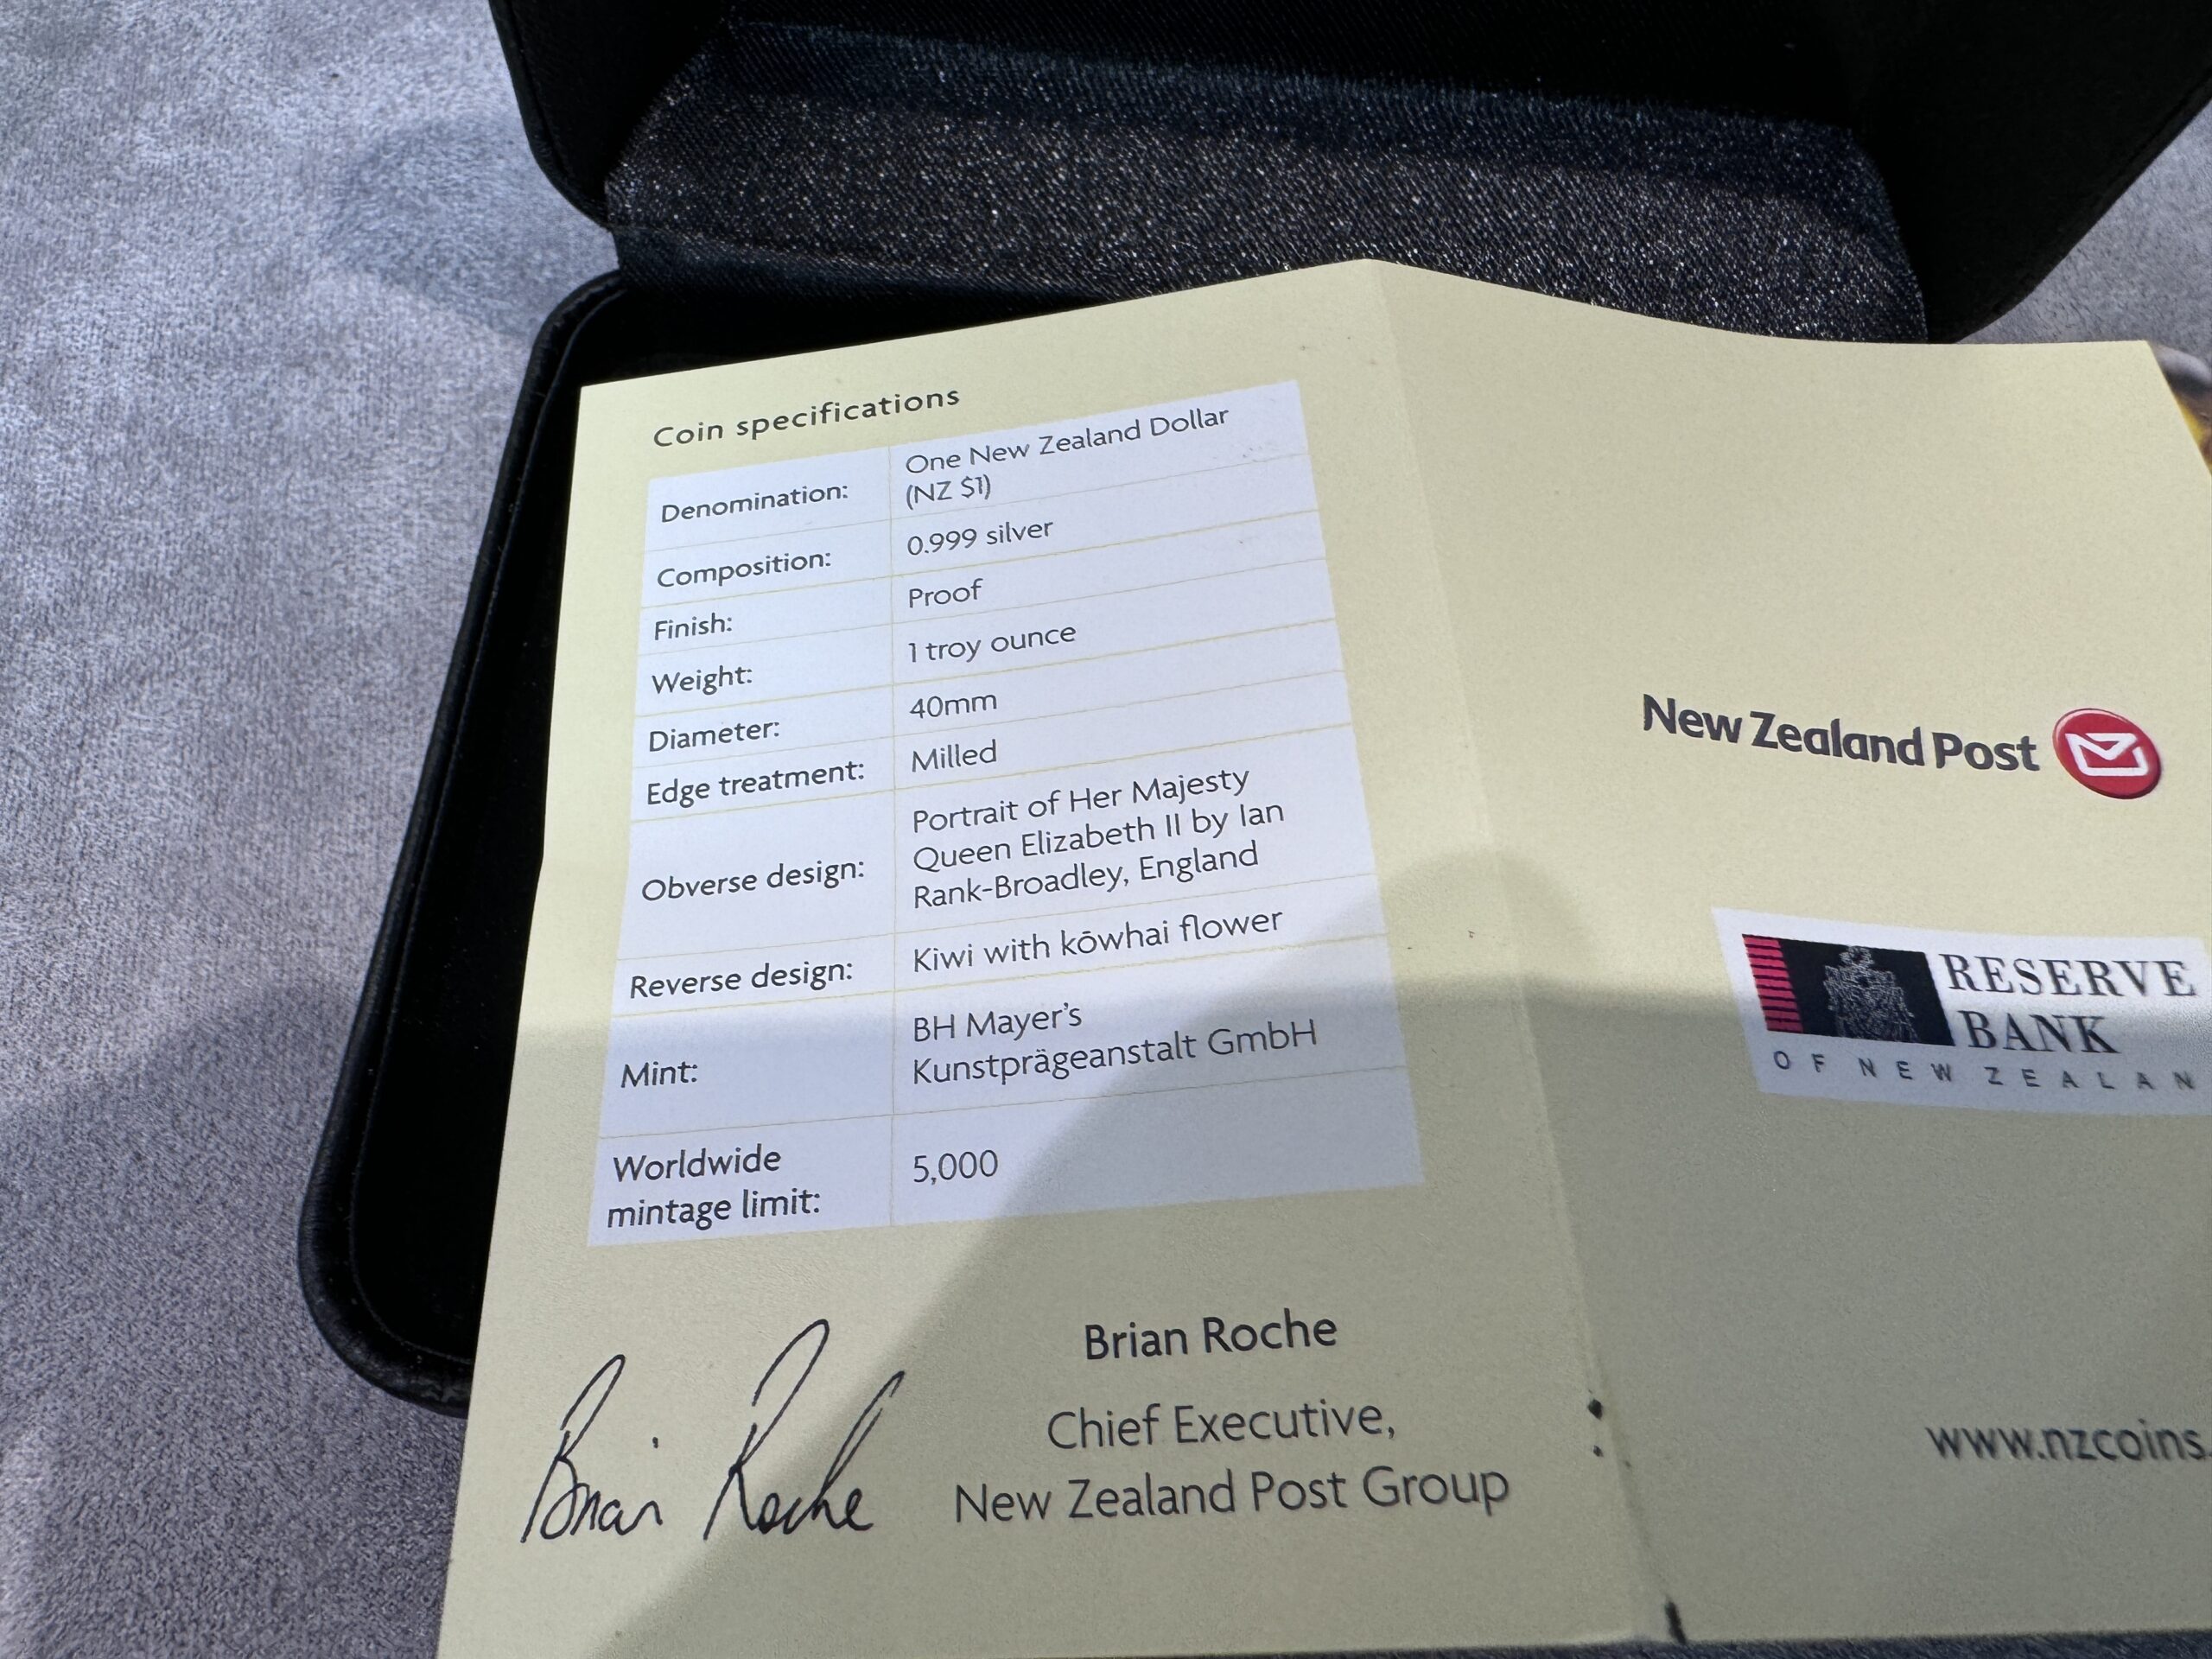 Coin specifications
Denomination:
One New Zealand Dollar
(NZ $1)
Composition:
0.999 silver
Finish:
Proof
Weight:
1 troy ounce
Diameter:
40mm
Edge treatment:
Milled
Obverse design:
Portrait of Her Majesty
Queen Elizabeth II by Ian
Rank-Broadley, England
Reverse design:
Kiwi with kōwhai flower
Mint:
BH Mayer's
Kunstprägeanstalt GmbH
Worldwide
mintage limit:
5,000
Brian Roche
Brian Roche
Chief Executive,
New Zealand Post Group
New Zealand Post
RESERVE
BANK
OF NEW ZEALAN
www.nzcoins.